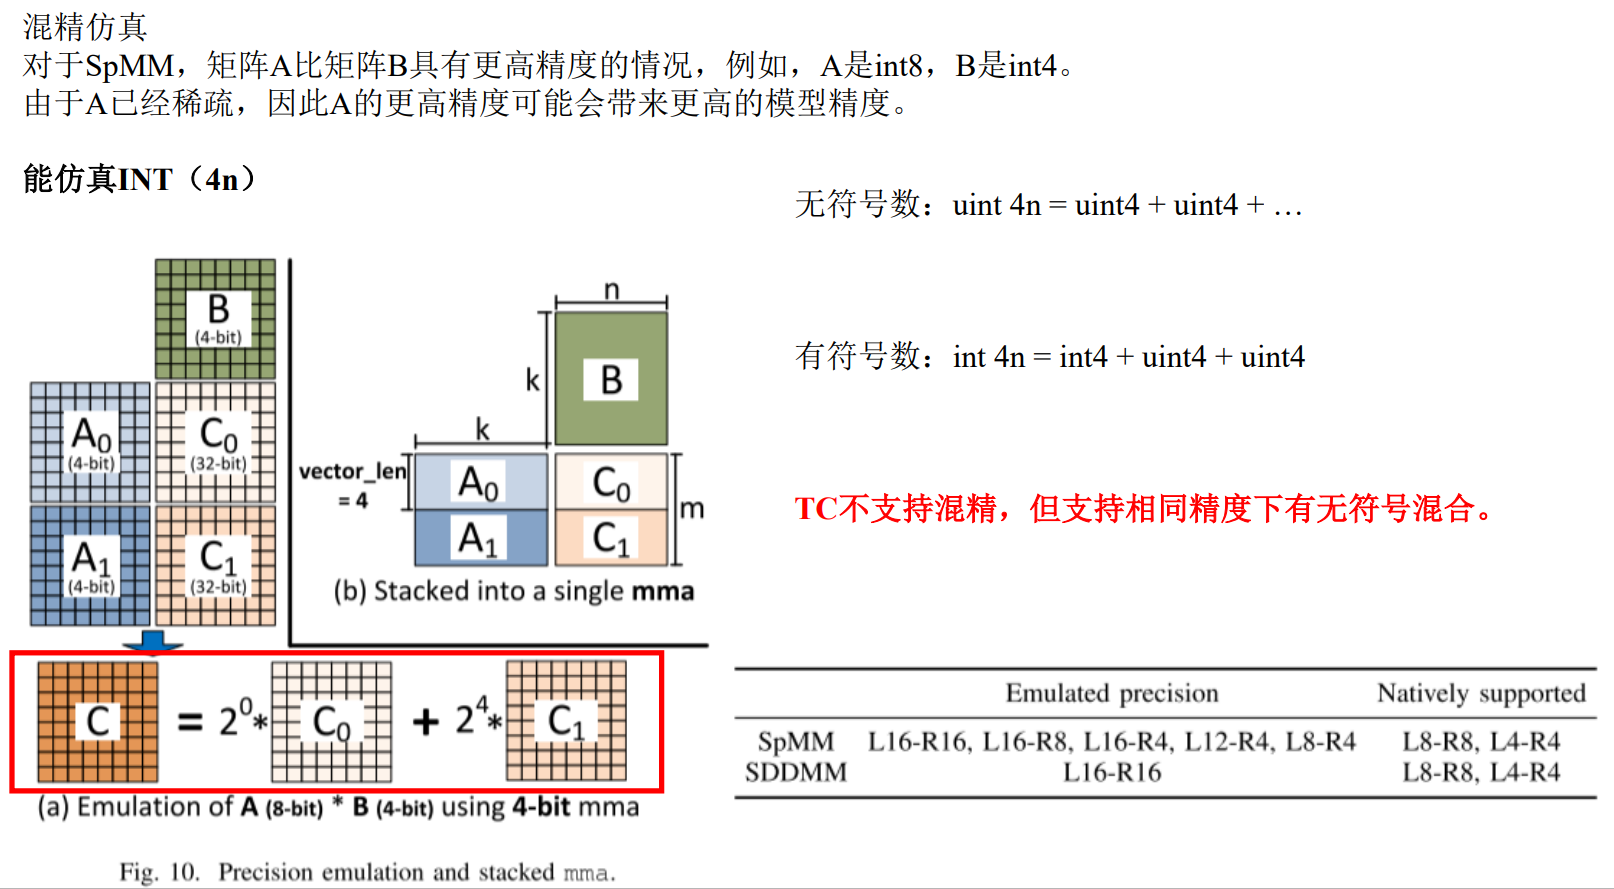 混精仿真
对于SpMM，矩阵A比矩阵B具有更高精度的情况，例如，A是int8，B是int4。
由于A已经稀疏，因此A的更高精度可能会带来更高的模型精度。
能仿真INT（4n）
无符号数：uint 4n = uint4 + uint4 + …
有符号数：int 4n = int4 + uint4 + uint4
TC不支持混精，但支持相同精度下有无符号混合。
B
(4-bit)
A0
(4-bit)
C0
(32-bit)
A1
(4-bit)
C1
(32-bit)
n
k
B
k
vector_len
= 4
A0
C0
m
A1
C1
(b) Stacked into a single mma
C = 2^0* C0 + 2^4* C1
(a) Emulation of A (8-bit) * B (4-bit) using 4-bit mma
Fig. 10. Precision emulation and stacked mma.
Emulated precision Natively supported
SpMM L16-R16, L16-R8, L16-R4, L12-R4, L8-R4 L8-R8, L4-R4
SDDMM L16-R16 L8-R8, L4-R4